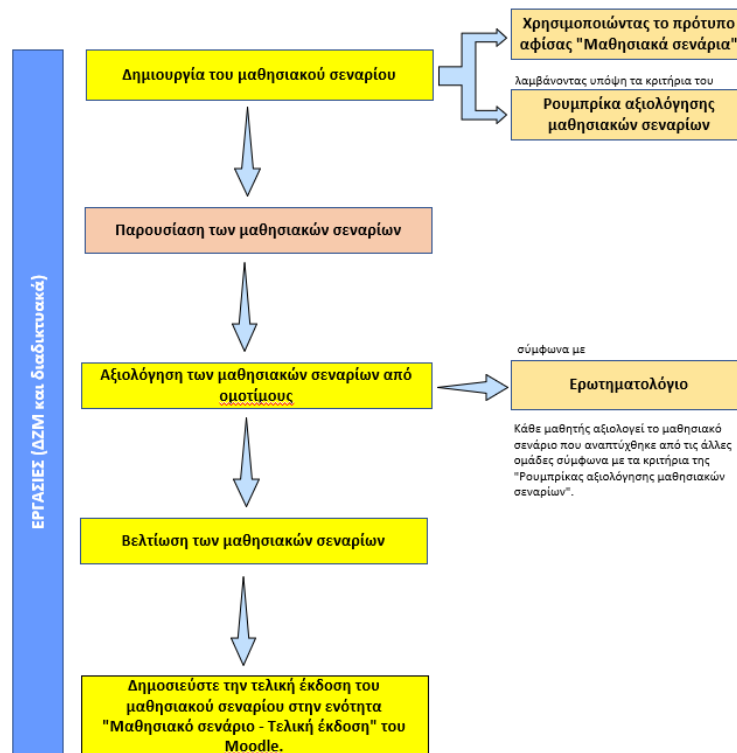 ΕΡΓΑΣΙΕΣ (ΔΖΜ και διαδικτυακά)
Δημιουργία του μαθησιακού σεναρίου
Χρησιμοποιώντας το πρότυπο
αφίσας "Μαθησιακά σενάρια"
λαμβάνοντας υπόψη τα κριτήρια του
Ρουμπρίκα αξιολόγησης
μαθησιακών σεναρίων
Παρουσίαση των μαθησιακών σεναρίων
Αξιολόγηση των μαθησιακών σεναρίων από
ομοτίμους
σύμφωνα με
Ερωτηματολόγιο
Κάθε μαθητής αξιολογεί το μαθησιακό
σενάριο που αναπτύχθηκε από τις άλλες
ομάδες σύμφωνα με τα κριτήρια της
"Ρουμπρίκας αξιολόγησης μαθησιακών
σεναρίων".
Βελτίωση των μαθησιακών σεναρίων
Δημοσιεύστε την τελική έκδοση του
μαθησιακού σεναρίου στην ενότητα
"Μαθησιακό σενάριο - Τελική έκδοση" του
Moodle.